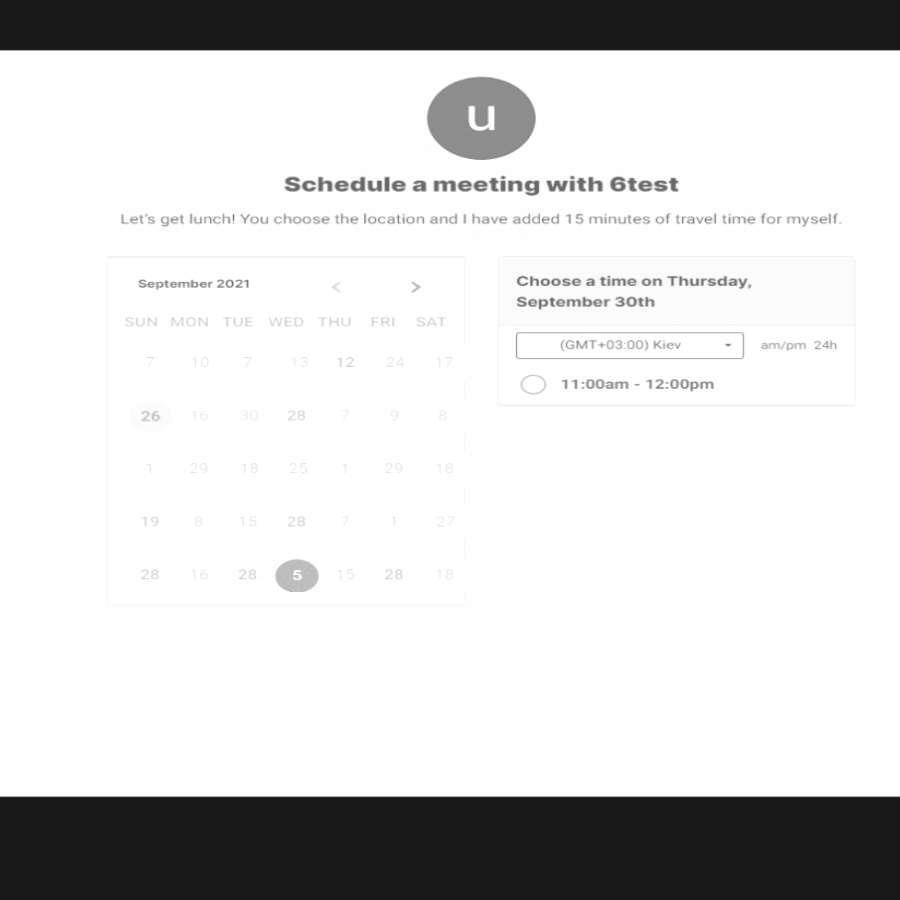 u
Schedule a meeting with 6test
Let's get lunch! You choose the location and I have added 15 minutes of travel time for myself.
September 2021 < >
SUN MON TUE WED THU FRI SAT
7 10 7 13 12 24 17
26 16 30 28 7 9 8
1 29 18 25 1 29 18
19 8 15 28 7 1 27
28 16 28 5 15 28 18
Choose a time on Thursday,
September 30th
(GMT+03:00) Kiev am/pm 24h
11:00am - 12:00pm